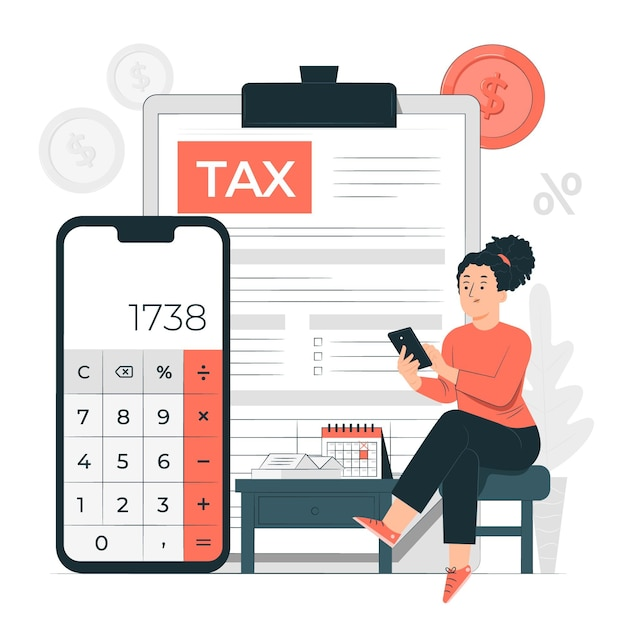 $
$
$
TAX
%
1738
C % ÷
7 8 9 ×
4 5 6 −
1 2 3 +
0 , =